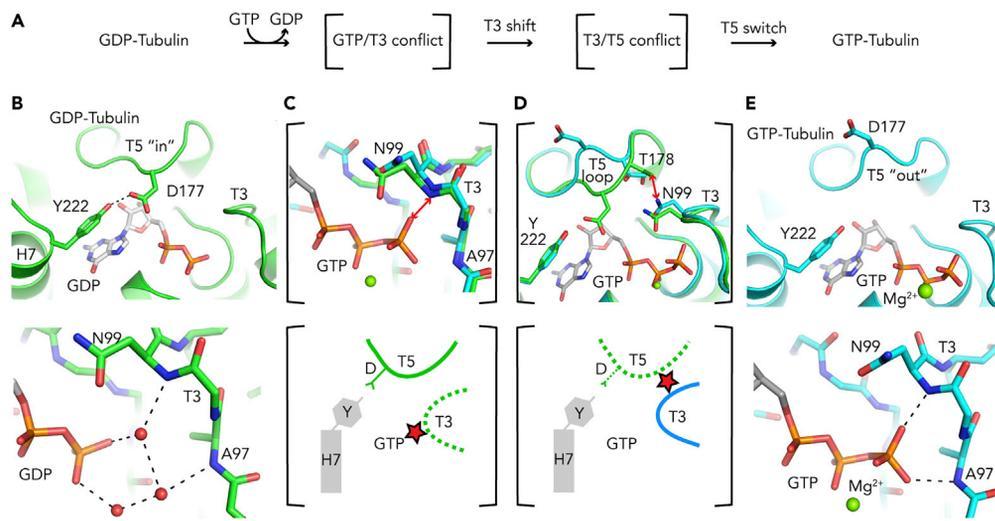 A
GDP-Tubulin
GTP GDP
GTP/T3 conflict
T3 shift
T3/T5 conflict
T5 switch
GTP-Tubulin
B
GDP-Tubulin
T5 "in"
D177
Y222
T3
H7
GDP
N99
T3
A97
GDP
C
N99
T3
GTP
A97
T5
D
Y
T3
GTP
H7
D
T5
loop
T178
N99
T3
Y
222
GTP
T5
D
Y
T3
GTP
H7
E
GTP-Tubulin
D177
T5 "out"
T3
Y222
GTP
Mg²⁺
N99
T3
GTP
Mg²⁺
A97